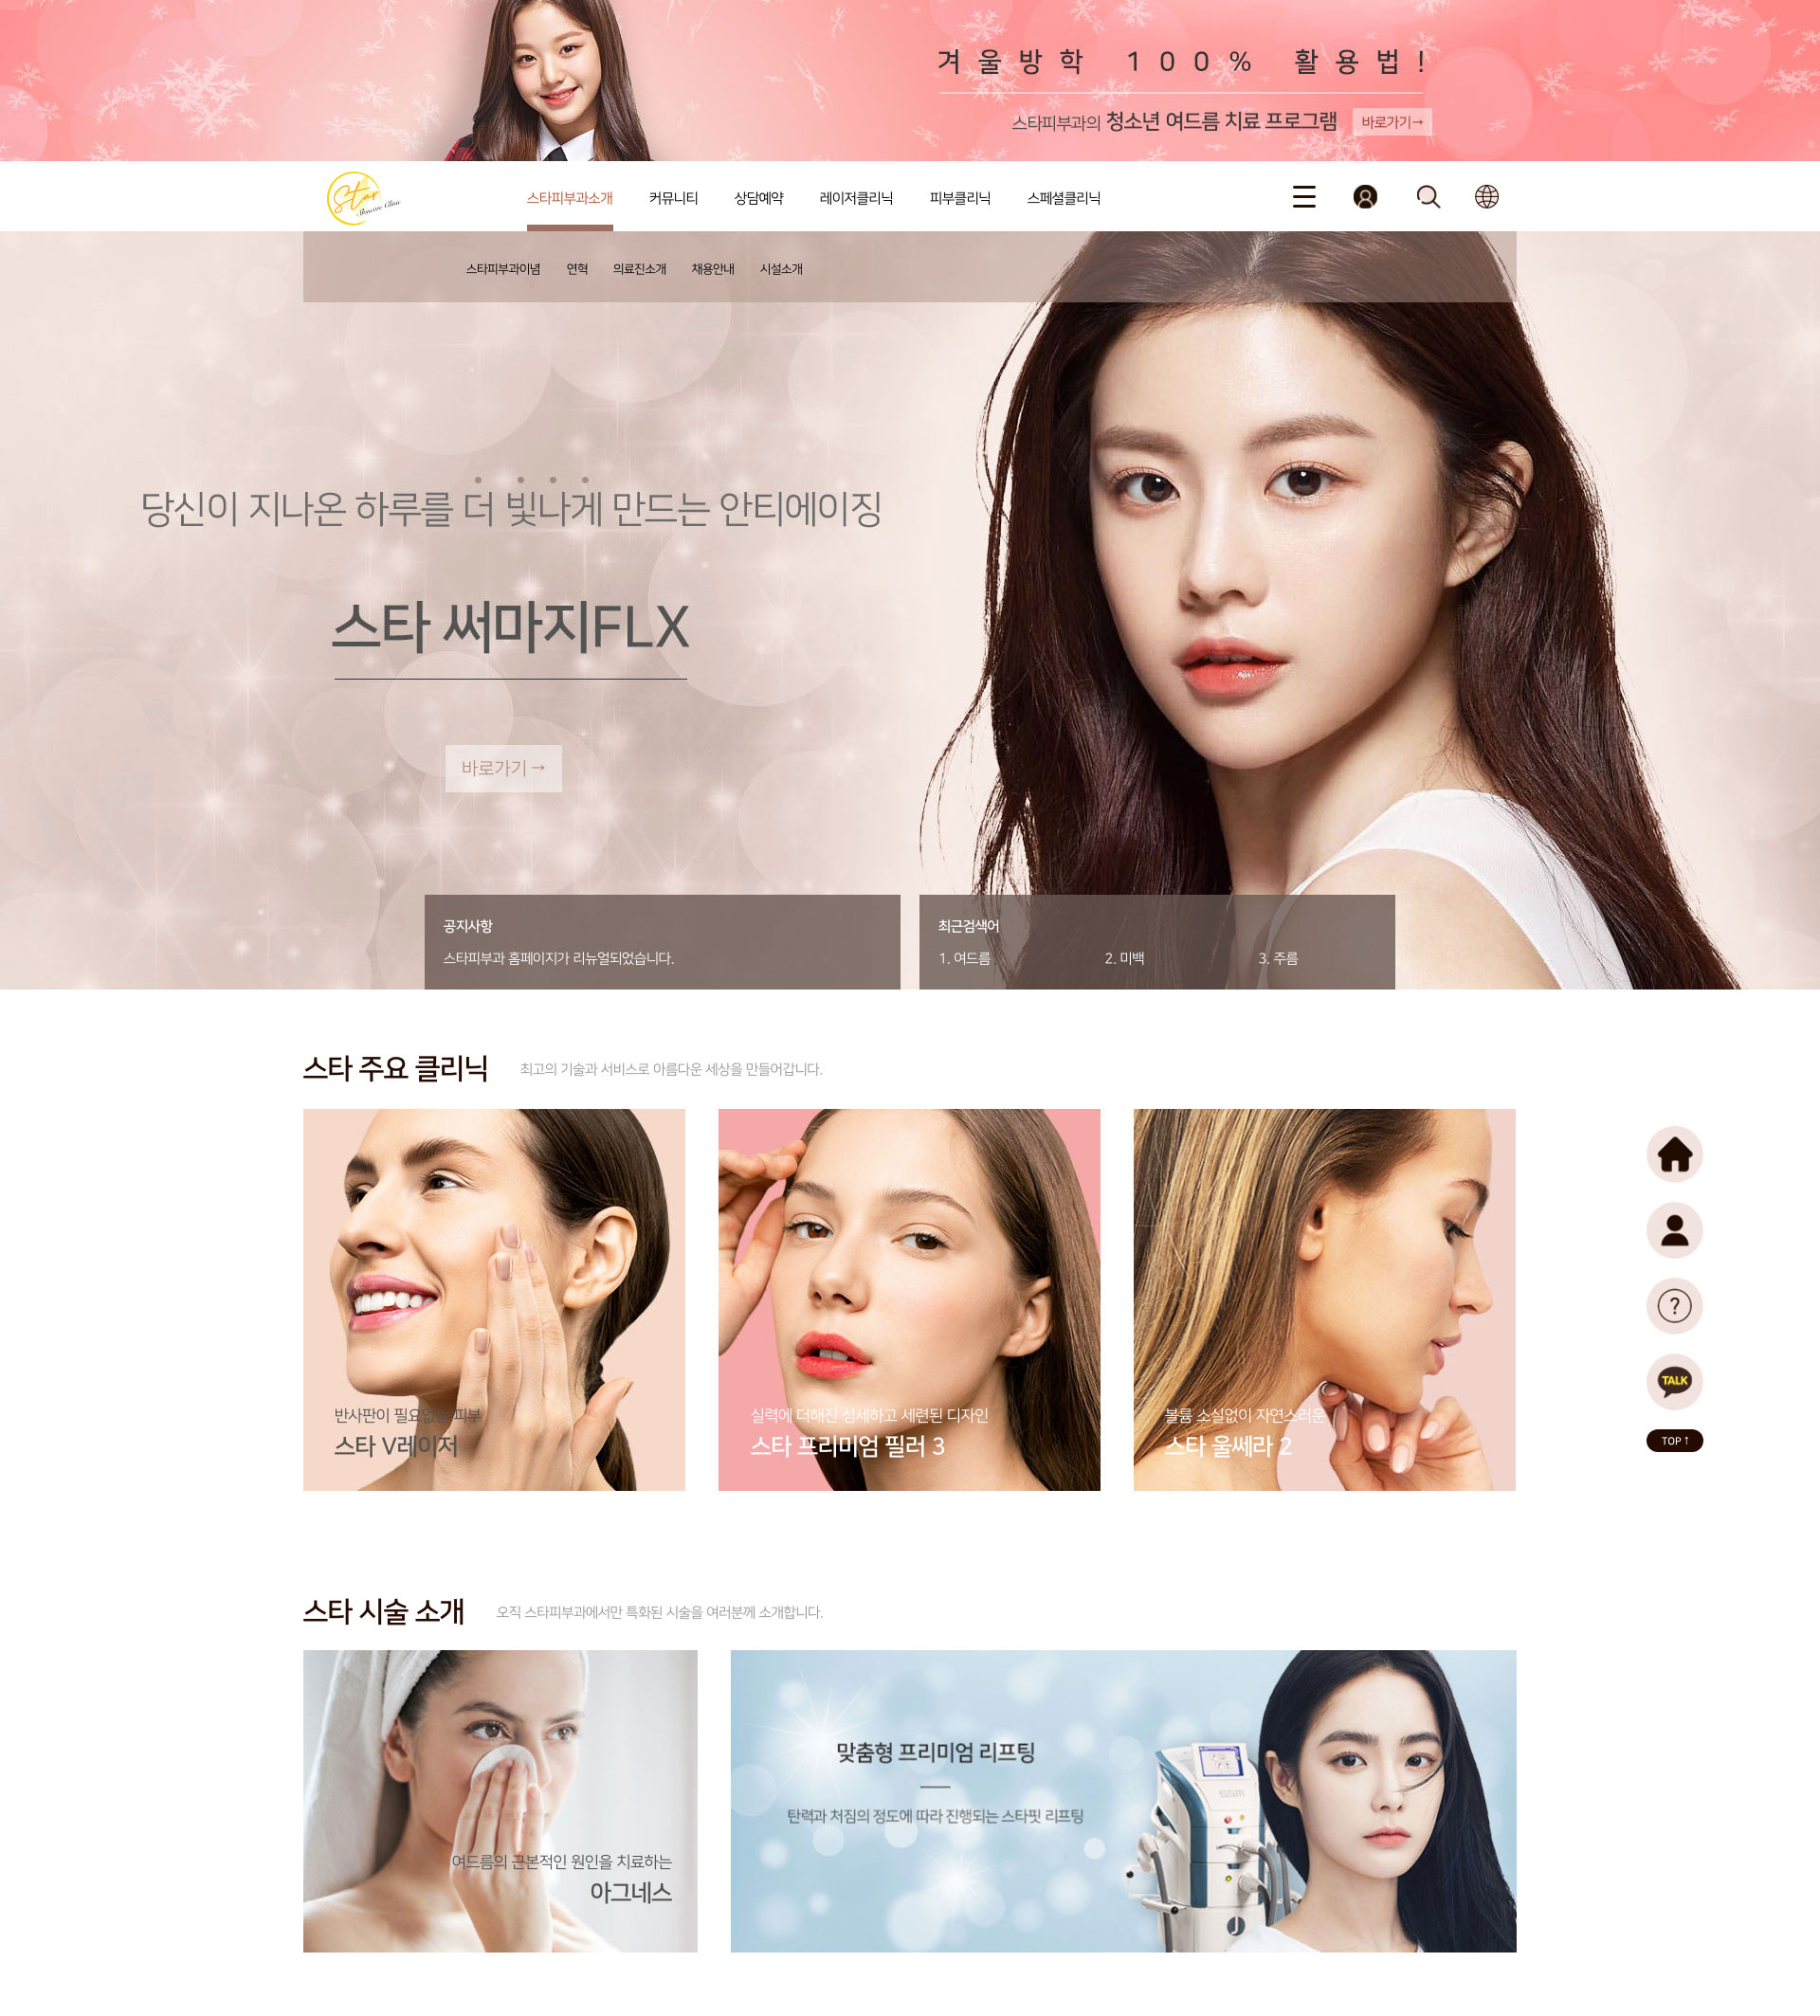 겨울방학 100% 활용법!
스타피부과의 청소년 여드름 치료 프로그램 바로가기→
Star
Skincare Clinic
스타피부과소개 커뮤니티 상담예약 레이저클리닉 피부클리닉 스페셜클리닉
스타피부과이념 연혁 의료진소개 채용안내 시설소개
당신이 지나온 하루를 더 빛나게 만드는 안티에이징
스타 써마지FLX
바로가기 →
공지사항
스타피부과 홈페이지가 리뉴얼되었습니다.
최근검색어
1. 여드름 2. 미백 3. 주름
스타 주요 클리닉 최고의 기술과 서비스로 아름다운 세상을 만들어갑니다.
반사판이 필요없는 피부
스타 V레이저
실력에 더해진 섬세하고 세련된 디자인
스타 프리미엄 필러 3
볼륨 소실없이 자연스러운
스타 울쎄라 2
?
TALK
TOP ↑
스타 시술 소개 오직 스타피부과에서만 특화된 시술을 여러분께 소개합니다.
여드름의 근본적인 원인을 치료하는
아그네스
맞춤형 프리미엄 리프팅
탄력과 처짐의 정도에 따라 진행되는 스타핏 리프팅